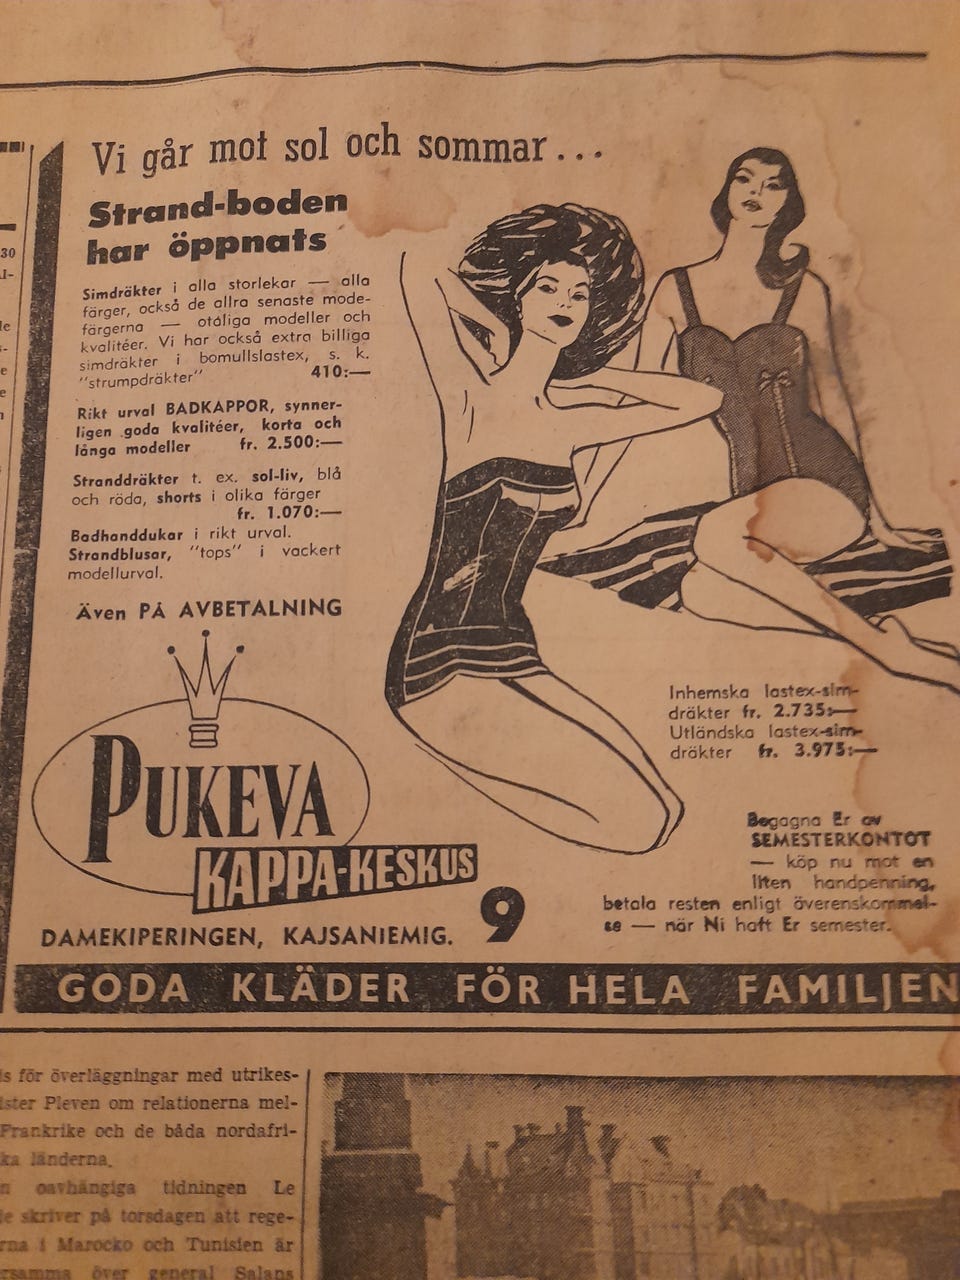 Vi går mot sol och sommar...
Strand-boden
har öppnats
Simdräkter i alla storlekar — alla
färger, också de allra senaste mode-
färgerna — otaliga modeller och
kvalitéer. Vi har också extra billiga
simdräkter i bomullslastex, s. k.
"strumpdräkter" 410:—
Rikt urval BADKAPPOR, synner-
ligen goda kvalitéer, korta och
långa modeller fr. 2.500:—
Stranddräkter t. ex. sol-liv, blå
och röda, shorts i olika färger
fr. 1.070:—
Badhanddukar i rikt urval.
Strandblusar, "tops" i vackert
modellurval.
Även PÅ AVBETALNING
PUKEVA
KAPPA-KESKUS
DAMEKIPERINGEN, KAJSANIEMIG. 9
Inhemska lastex-sim-
dräkter fr. 2.735:—
Utländska lastex-sim-
dräkter fr. 3.975:—
Begagna Er av
SEMESTERKONTOT
— köp nu mot en
liten handpenning,
betala resten enligt överenskommel-
se — när Ni haft Er semester.
GODA KLÄDER FÖR HELA FAMILJEN
30
för överläggningar med utrikes-
Pleven om relationerna mel-
Frankrike och de båda nordafri-
ka länderna.
oavhängiga tidningen Le
skriver på torsdagen att rege-
i Marocko och Tunisien är
över general Salans